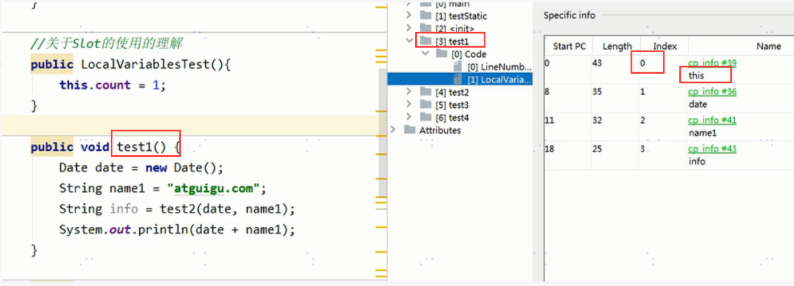 }
//关于Slot的使用的理解
public LocalVariablesTest(){
this.count = 1;
}
public void test1() {
Date date = new Date();
String name1 = "atguigu.com";
String info = test2(date, name1);
System.out.println(date + name1);
}
[0] main
[1] testStatic
[2] <init>
[3] test1
[0] Code
[0] LineNumb...
[1] LocalVaria...
[4] test2
[5] test3
[6] test4
Attributes
Specific info
Start PC Length Index Name
0 43 0 cp_info #39
this
8 35 1 cp_info #36
date
11 32 2 cp_info #41
name1
18 25 3 cp_info #43
info